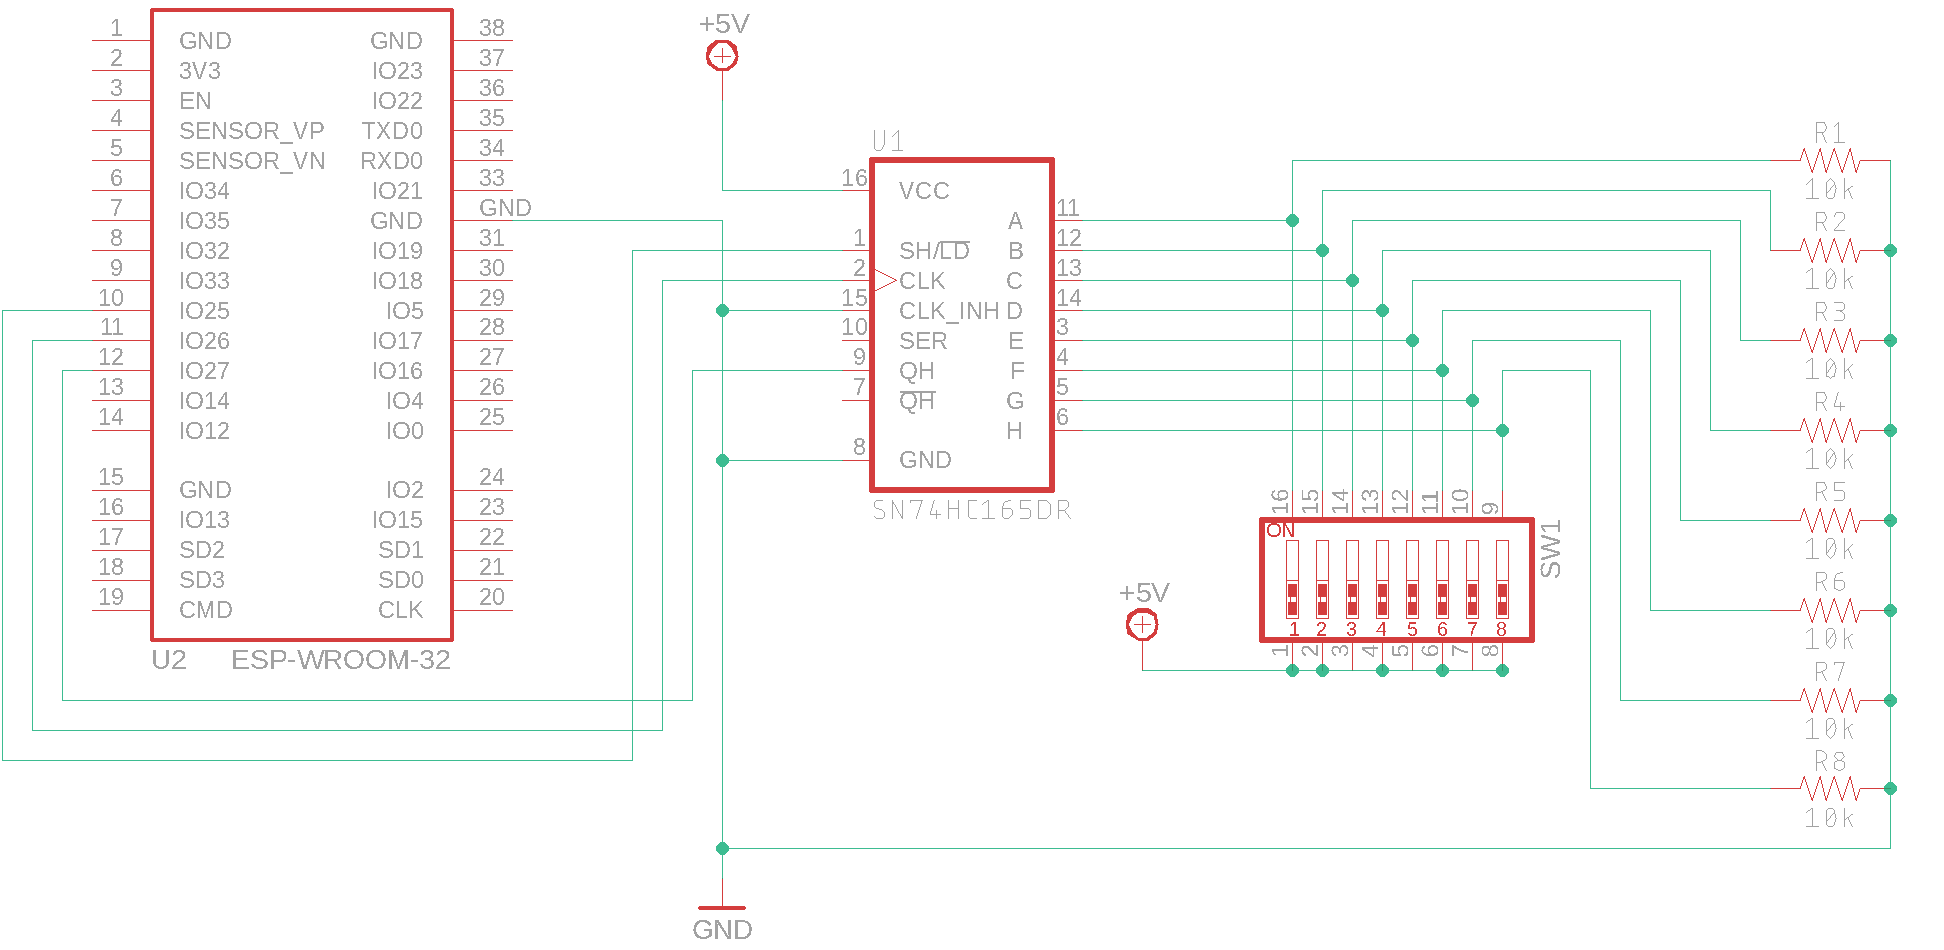 1 GND GND 38
2 3V3 IO23 37
3 EN IO22 36
4 SENSOR_VP TXD0 35
5 SENSOR_VN RXD0 34
6 IO34 IO21 33
7 IO35 GND GND
8 IO32 IO19 31
9 IO33 IO18 30
10 IO25 IO5 29
11 IO26 IO17 28
12 IO27 IO16 27
13 IO14 IO4 26
14 IO12 IO0 25
15 GND IO2 24
16 IO13 IO15 23
17 SD2 SD1 22
18 SD3 SD0 21
19 CMD CLK 20
U2 ESP-WROOM-32
+5V
U1
16 VCC
A 11
1 SH/LD B 12
2 CLK C 13
15 CLK_INH D 14
10 SER E 3
9 QH F 4
7 QH G 5
H 6
8 GND
SN74HC165DR
+5V
16 15 14 13 12 11 10 9
ON
1 2 3 4 5 6 7 8
1 2 3 4 5 6 7 8
SW1
R1
10k
R2
10k
R3
10k
R4
10k
R5
10k
R6
10k
R7
10k
R8
10k
GND